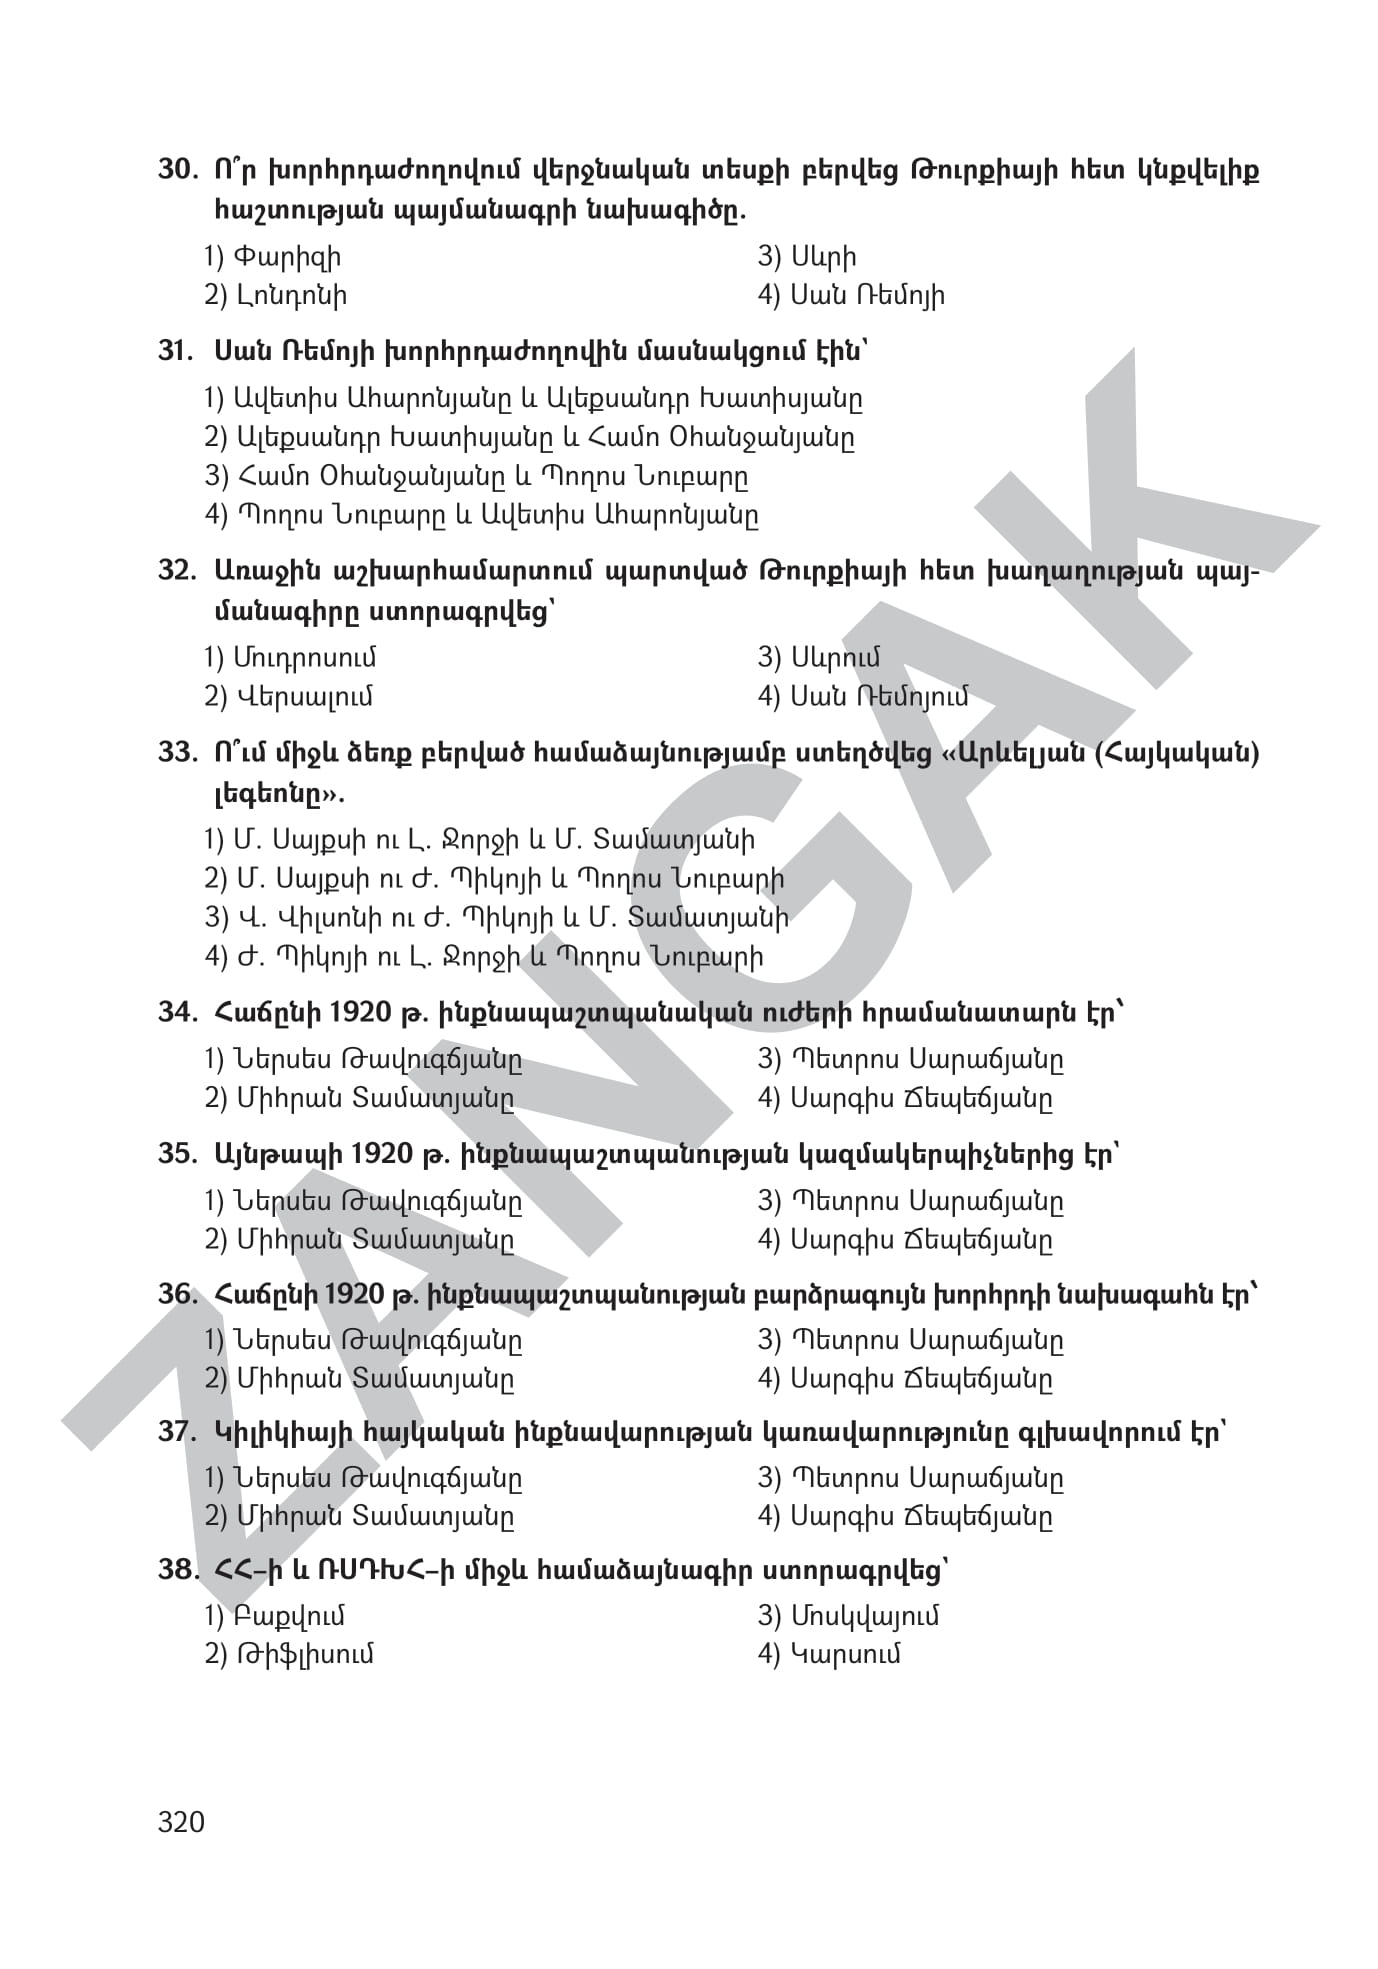 30. Ո՞ր խորհրդաժողովում վերջնական տեսքի բերվեց Թուրքիայի հետ կնքվելիք
հաշտության պայմանագրի նախագիծը.
1) Փարիզի
3) Սևրի
2) Լոնդոնի
4) Սան Ռեմոյի
31. Սան Ռեմոյի խորհրդաժողովին մասնակցում էին՝
1) Ավետիս Ահարոնյանը և Ալեքսանդր Խատիսյանը
2) Ալեքսանդր Խատիսյանը և Համո Օհանջանյանը
3) Համո Օհանջանյանը և Պողոս Նուբարը
4) Պողոս Նուբարը և Ավետիս Ահարոնյանը
32. Առաջին աշխարհամարտում պարտված Թուրքիայի հետ խաղաղության պայ-
մանագիրը ստորագրվեց՝
1) Մուդրոսում
3) Սևրում
2) Վերսալում
4) Սան Ռեմոյում
33. Ո՞ւմ միջև ձեռք բերված համաձայնությամբ ստեղծվեց «Արևելյան (Հայկական)
լեգեոնը».
1) Մ. Սայքսի ու Լ. Ջորջի և Մ. Տամատյանի
2) Մ. Սայքսի ու Ժ. Պիկոյի և Պողոս Նուբարի
3) Վ. Վիլսոնի ու Ժ. Պիկոյի և Մ. Տամատյանի
4) Ժ. Պիկոյի ու Լ. Ջորջի և Պողոս Նուբարի
34. Հաճընի 1920 թ. ինքնապաշտպանական ուժերի հրամանատարն էր՝
1) Ներսես Թավուգճյանը
3) Պետրոս Սարաճյանը
2) Միհրան Տամատյանը
4) Սարգիս Ճեպեճյանը
35. Այնթապի 1920 թ. ինքնապաշտպանության կազմակերպիչներից էր՝
1) Ներսես Թավուգճյանը
3) Պետրոս Սարաճյանը
2) Միհրան Տամատյանը
4) Սարգիս Ճեպեճյանը
36. Հաճընի 1920 թ. ինքնապաշտպանության բարձրագույն խորհրդի նախագահն էր՝
1) Ներսես Թավուգճյանը
3) Պետրոս Սարաճյանը
2) Միհրան Տամատյանը
4) Սարգիս Ճեպեճյանը
37. Կիլիկիայի հայկական ինքնավարության կառավարությունը գլխավորում էր՝
1) Ներսես Թավուգճյանը
3) Պետրոս Սարաճյանը
2) Միհրան Տամատյանը
4) Սարգիս Ճեպեճյանը
38. ՀՀ–ի և ՌՍԴԽՀ–ի միջև համաձայնագիր ստորագրվեց՝
1) Բաքվում
3) Մոսկվայում
2) Թիֆլիսում
4) Կարսում
320
ZANGAK